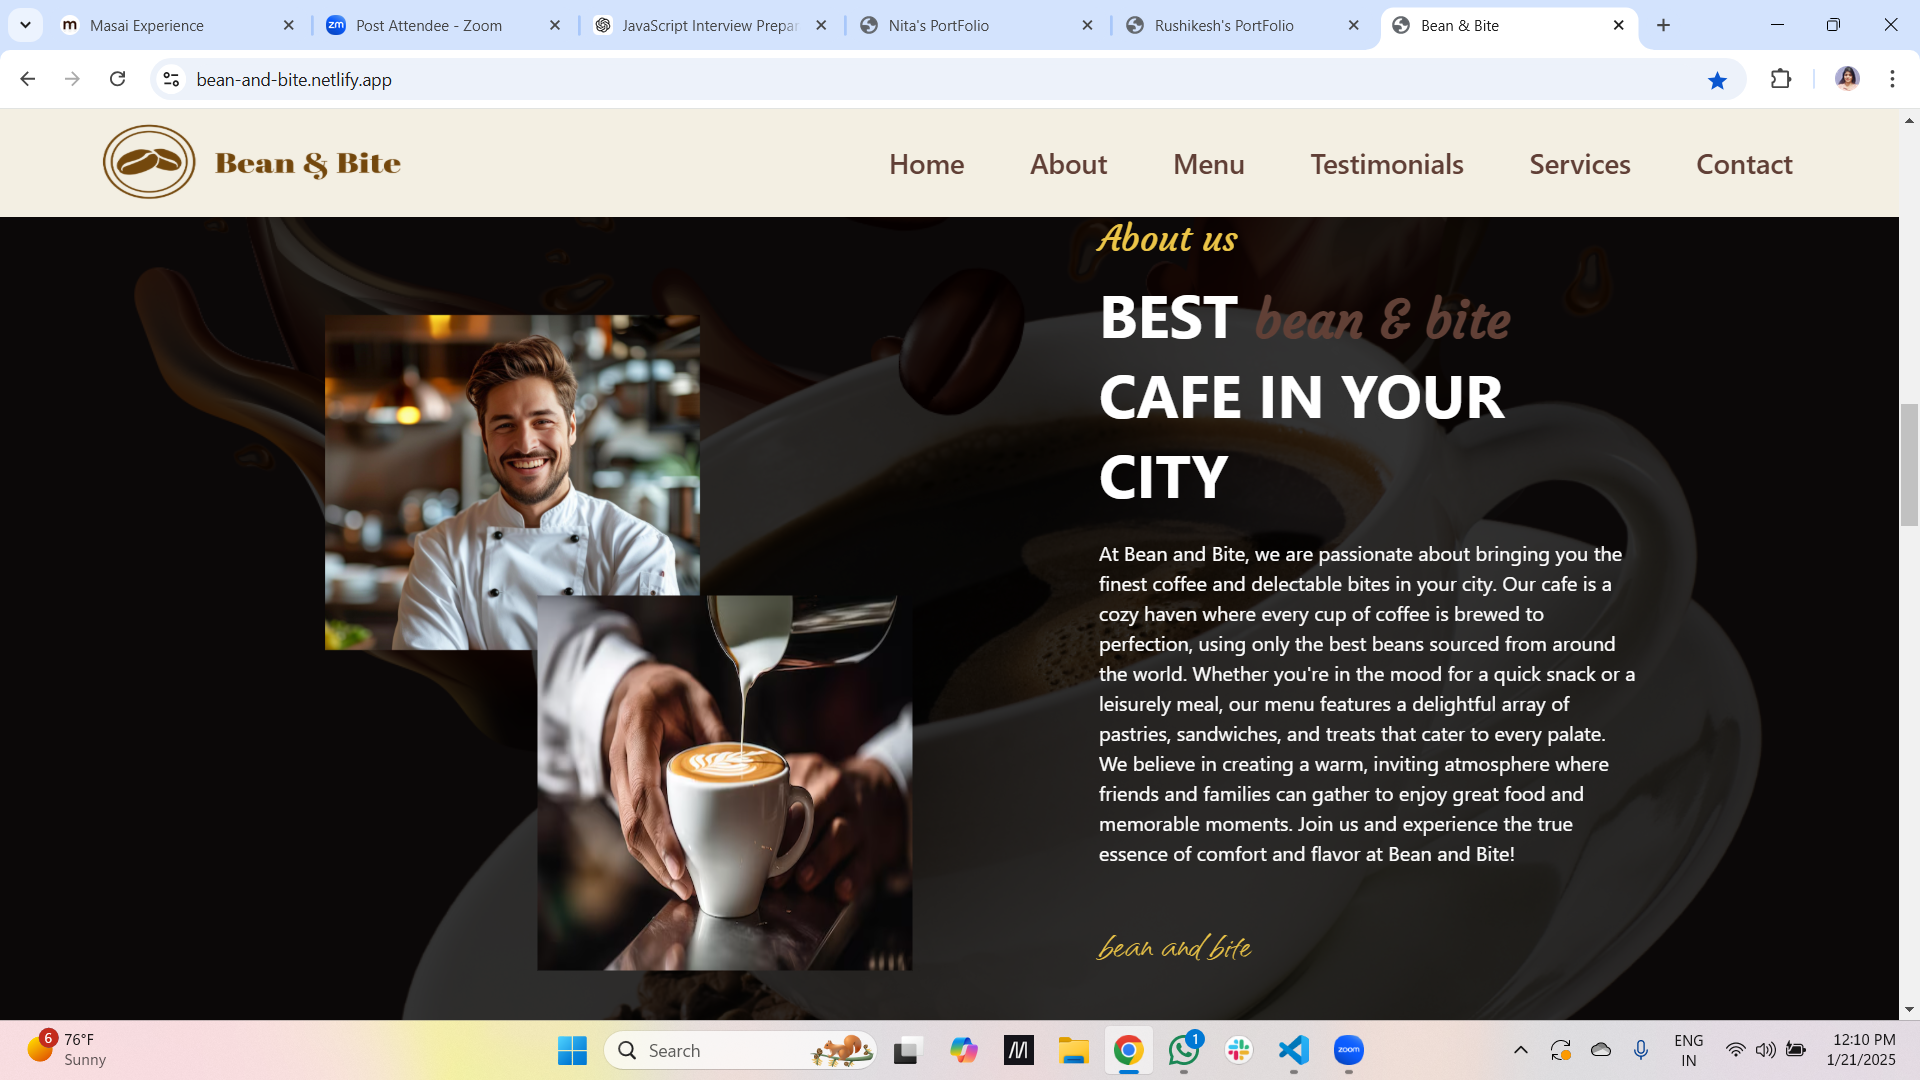 Masai Experience
zm
Post Attendee - Zoom
JavaScript Interview Prepar
Nita's PortFolio
Rushikesh's PortFolio
Bean & Bite
bean-and-bite.netlify.app
Bean & Bite
Home
About
Menu
Testimonials
Services
Contact
About us
BEST bean & bite
CAFE IN YOUR
CITY
At Bean and Bite, we are passionate about bringing you the
finest coffee and delectable bites in your city. Our cafe is a
cozy haven where every cup of coffee is brewed to
perfection, using only the best beans sourced from around
the world. Whether you're in the mood for a quick snack or a
leisurely meal, our menu features a delightful array of
pastries, sandwiches, and treats that cater to every palate.
We believe in creating a warm, inviting atmosphere where
friends and families can gather to enjoy great food and
memorable moments. Join us and experience the true
essence of comfort and flavor at Bean and Bite!
bean and bite
6
76°F
Sunny
Search
1
zoom
ENG
IN
12:10 PM
1/21/2025